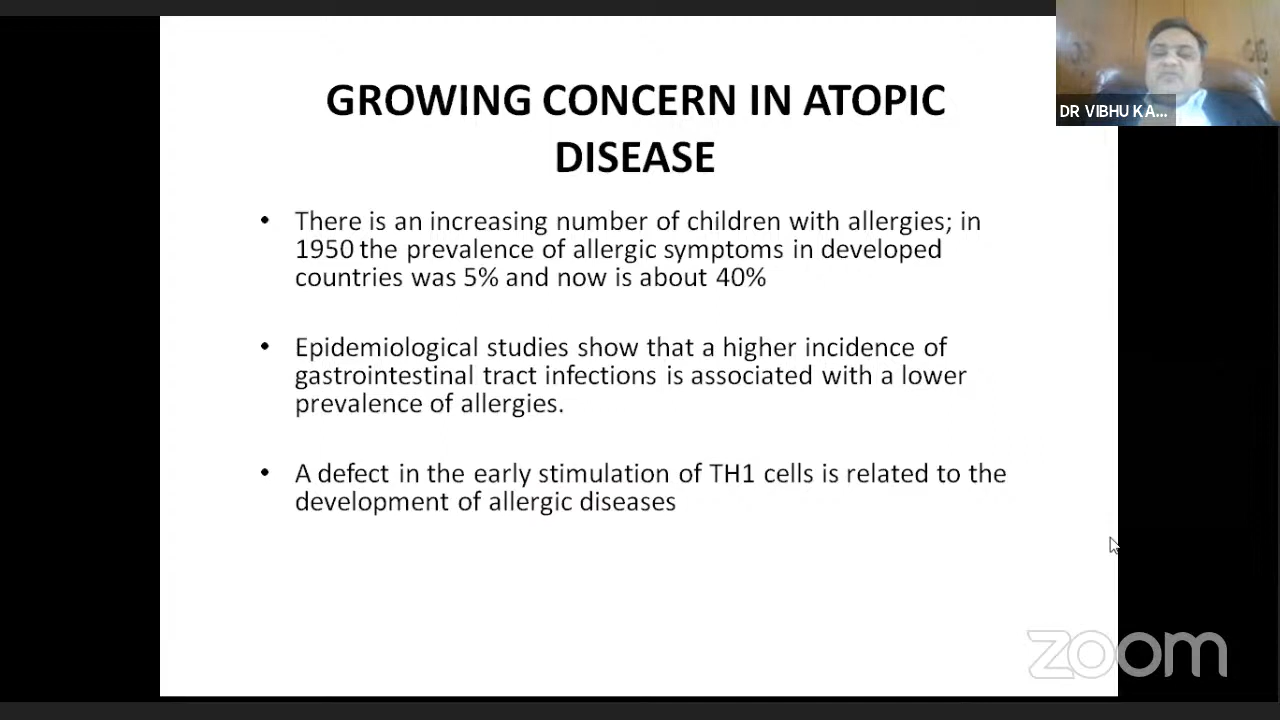 GROWING CONCERN IN ATOPIC
DISEASE
DR VIBHU KA...
• There is an increasing number of children with allergies; in
1950 the prevalence of allergic symptoms in developed
countries was 5% and now is about 40%
• Epidemiological studies show that a higher incidence of
gastrointestinal tract infections is associated with a lower
prevalence of allergies.
• A defect in the early stimulation of TH1 cells is related to the
development of allergic diseases
zoom